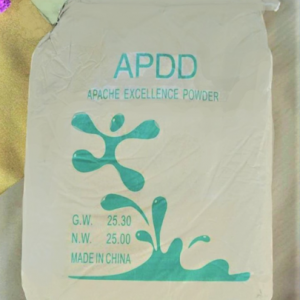 APDD
APACHE EXCELLENCE POWDER
G.W. 25.30
N.W. 25.00
MADE IN CHINA